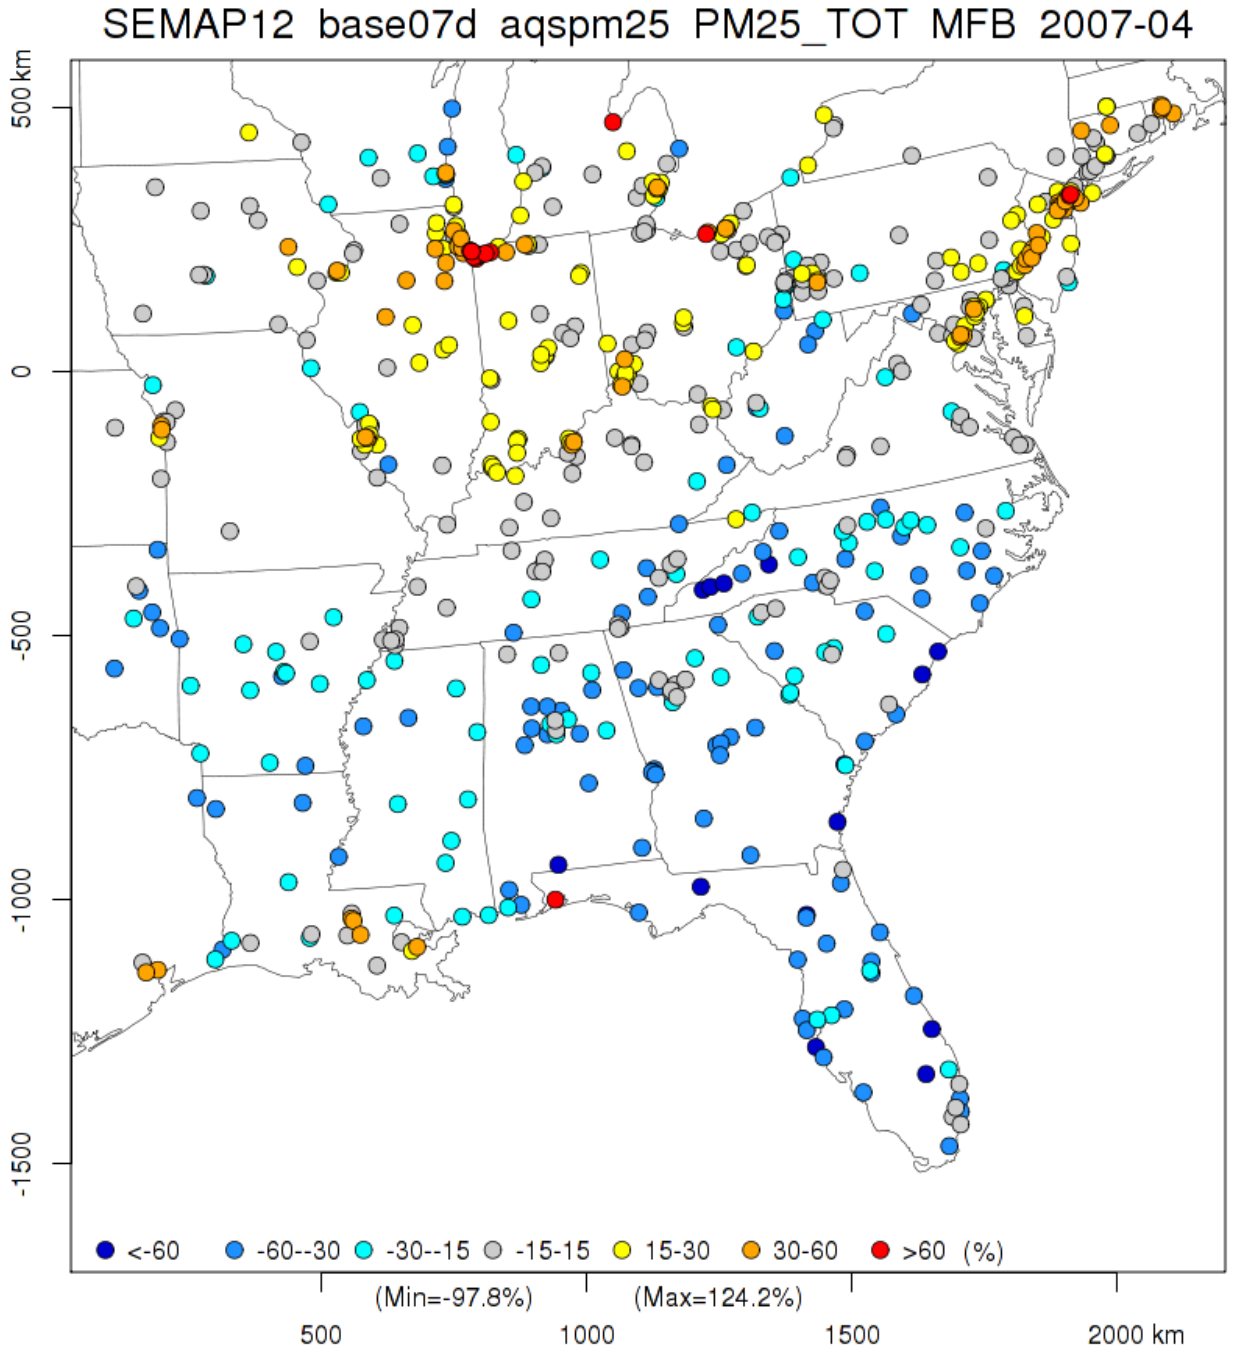 SEMAP12 base07d aqspm25 PM25_TOT MFB 2007-04
500 km
0
-500
-1000
-1500
<-60 -60--30 -30--15 -15-15 15-30 30-60 >60 (%)
(Min=-97.8%) (Max=124.2%)
500 1000 1500 2000 km